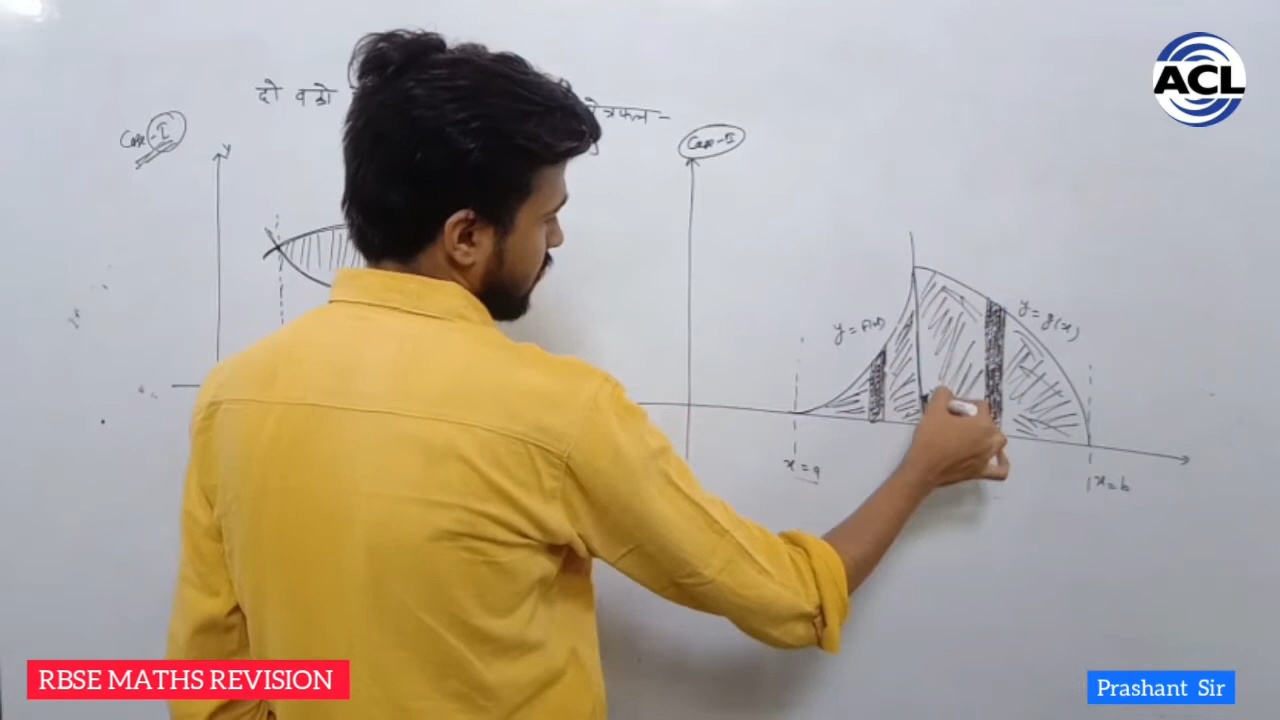 ACL
दो वक्रो
क्षेत्रफल -
Case - I
Case - II
y
y = f(x)
y = g(x)
x = a
x = b
RBSE MATHS REVISION
Prashant Sir